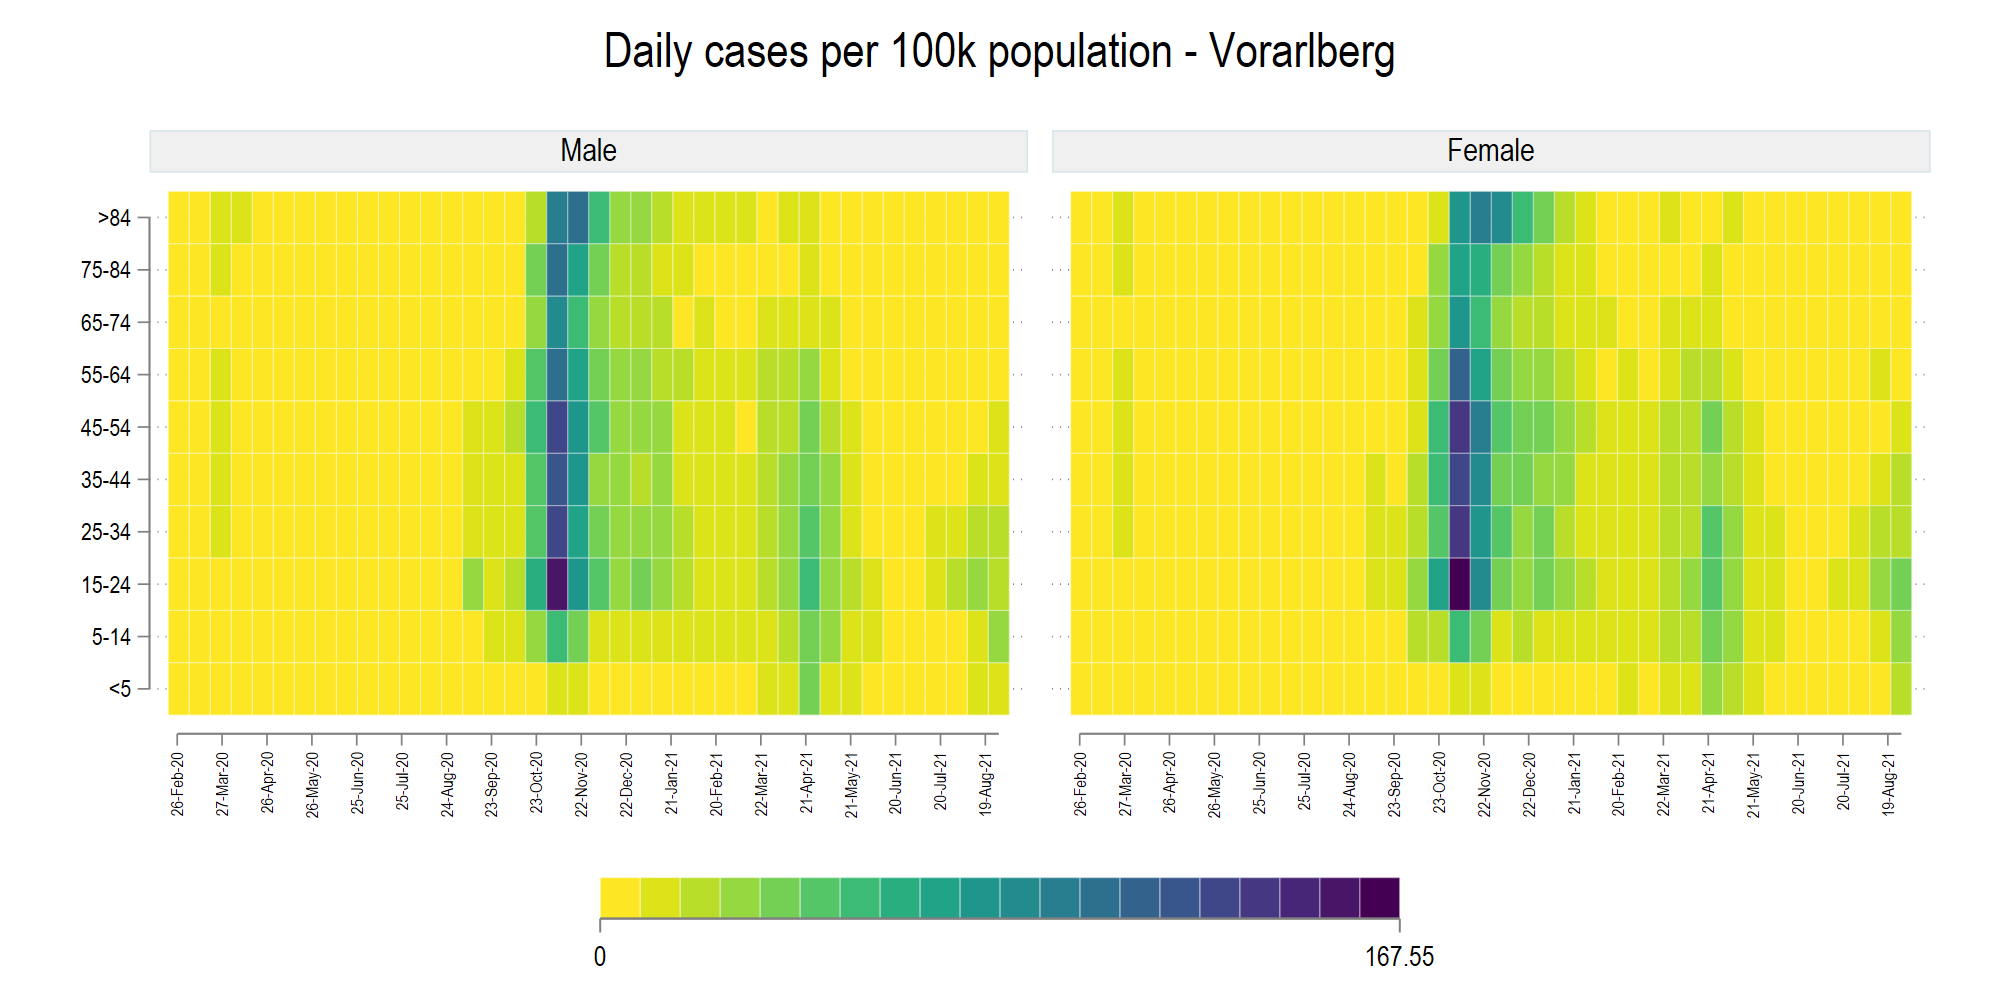 Daily cases per 100k population - Vorarlberg
Male
Female
>84
75-84
65-74
55-64
45-54
35-44
25-34
15-24
5-14
<5
26-Feb-20
27-Mar-20
26-Apr-20
26-May-20
25-Jun-20
25-Jul-20
24-Aug-20
23-Sep-20
23-Oct-20
22-Nov-20
22-Dec-20
21-Jan-21
20-Feb-21
22-Mar-21
21-Apr-21
21-May-21
20-Jun-21
20-Jul-21
19-Aug-21
26-Feb-20
27-Mar-20
26-Apr-20
26-May-20
25-Jun-20
25-Jul-20
24-Aug-20
23-Sep-20
23-Oct-20
22-Nov-20
22-Dec-20
21-Jan-21
20-Feb-21
22-Mar-21
21-Apr-21
21-May-21
20-Jun-21
20-Jul-21
19-Aug-21
0
167.55